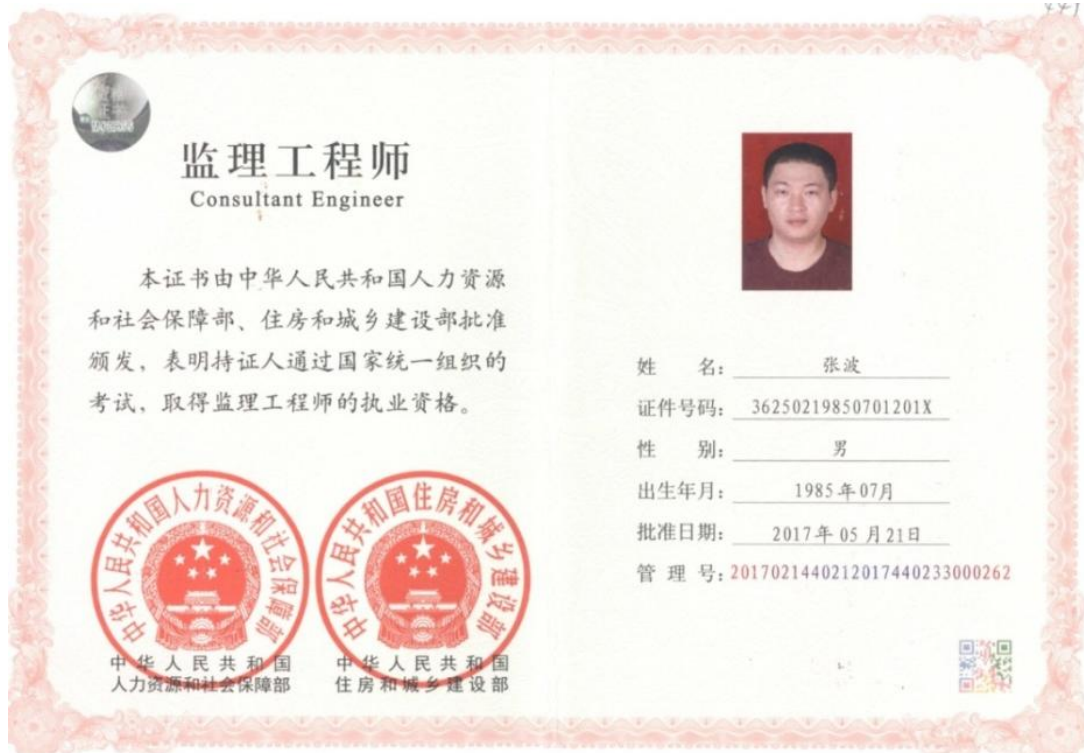 监理工程师
Consultant Engineer
本证书由中华人民共和国人力资源
和社会保障部、住房和城乡建设部批准
颁发，表明持证人通过国家统一组织的
考试，取得监理工程师的执业资格。
中华人民共和国人力资源和社会保障部
中华人民共和国住房和城乡建设部
中华人民共和国
人力资源和社会保障部
中华人民共和国
住房和城乡建设部
姓名：张波
证件号码：36250219850701201X
性别：男
出生年月：1985年07月
批准日期：2017年05月21日
管理号：2017021440212017440233000262